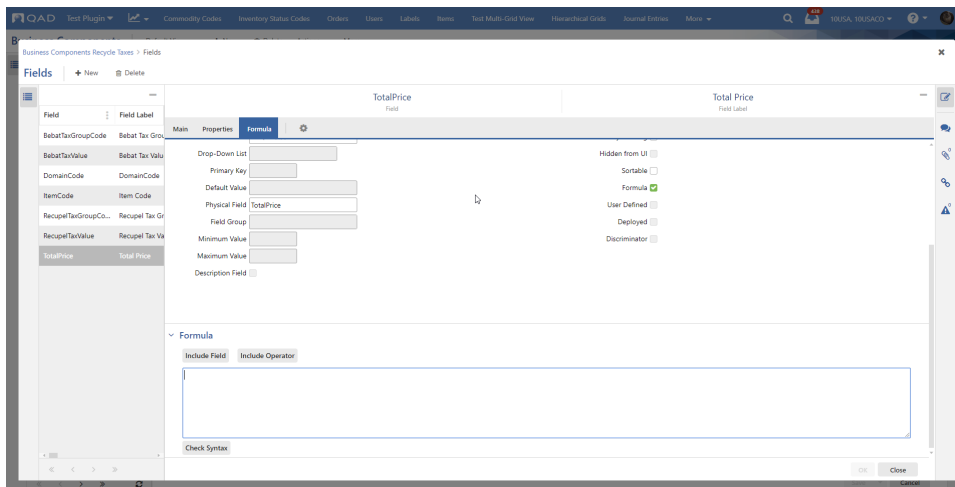 QAD Test Plugin Commodity Codes Inventory Status Codes Orders Users Labels Items Test Multi-Grid View Hierarchical Grids Journal Entries More 438 10USA, 10USACO
Business Components Recycle Taxes > Fields
Fields + New Delete
TotalPrice Total Price
Field Field Label
Field Field Label
Main Properties Formula
BebatTaxGroupCode Bebat Tax Grou
BebatTaxValue Bebat Tax Valu
DomainCode DomainCode
ItemCode Item Code
RecupelTaxGroupCo... Recupel Tax Gr
RecupelTaxValue Recupel Tax Va
TotalPrice Total Price
Drop-Down List
Primary Key
Default Value
Physical Field TotalPrice
Field Group
Minimum Value
Maximum Value
Description Field
Hidden from UI
Sortable
Formula
User Defined
Deployed
Discriminator
Formula
Include Field Include Operator
Check Syntax
OK Close
Cancel